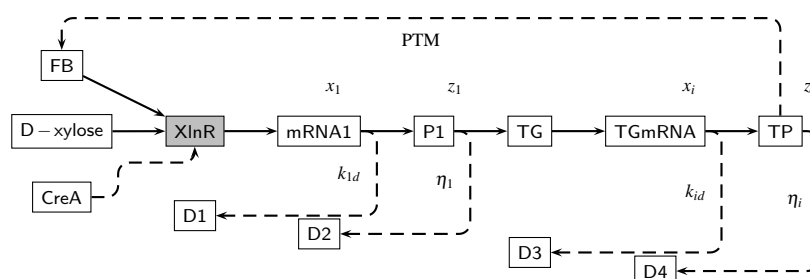 PTM
FB
x₁
z₁
xᵢ
z
D – xylose
XlnR
mRNA1
P1
TG
TGmRNA
TP
k₁d
η₁
kᵢd
ηᵢ
CreA
D1
D2
D3
D4